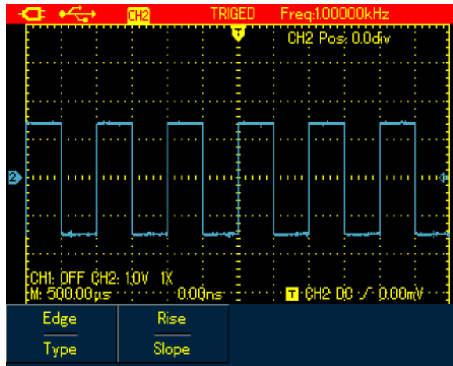 CH2 TRIGED Freq:1.00000kHz
T
CH2 Pos: 0.0div
2
CH1: OFF CH2: 1.0V 1X
M: 500.00μs 0.00ns T CH2 DC 0.00mV
Edge Rise
Type Slope